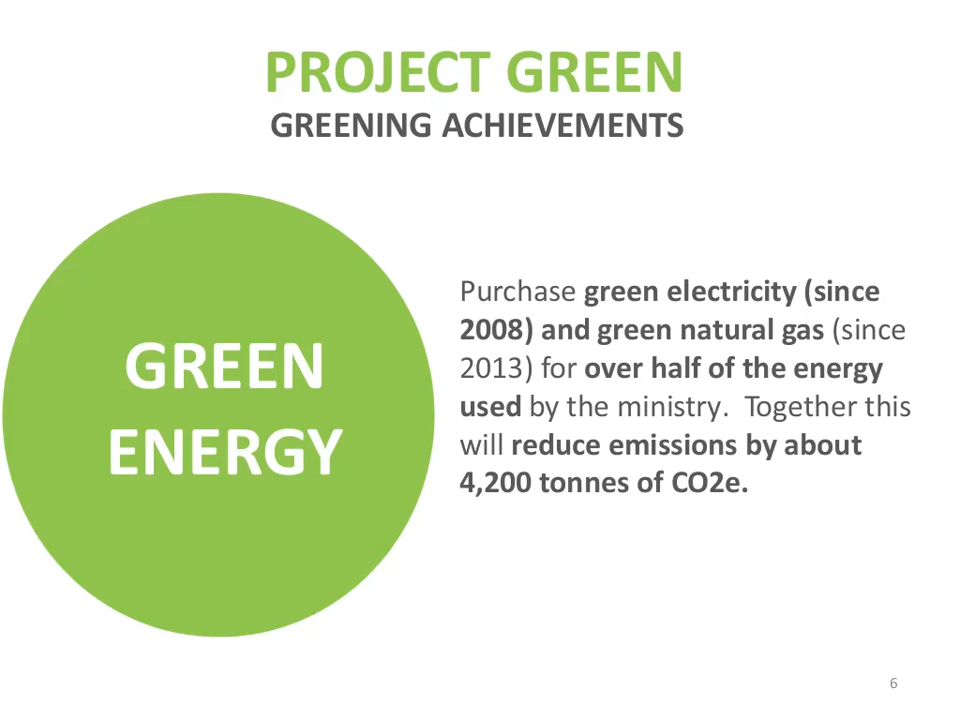 PROJECT GREEN
GREENING ACHIEVEMENTS
GREEN
ENERGY
Purchase green electricity (since
2008) and green natural gas (since
2013) for over half of the energy
used by the ministry.  Together this
will reduce emissions by about
4,200 tonnes of CO2e.
6